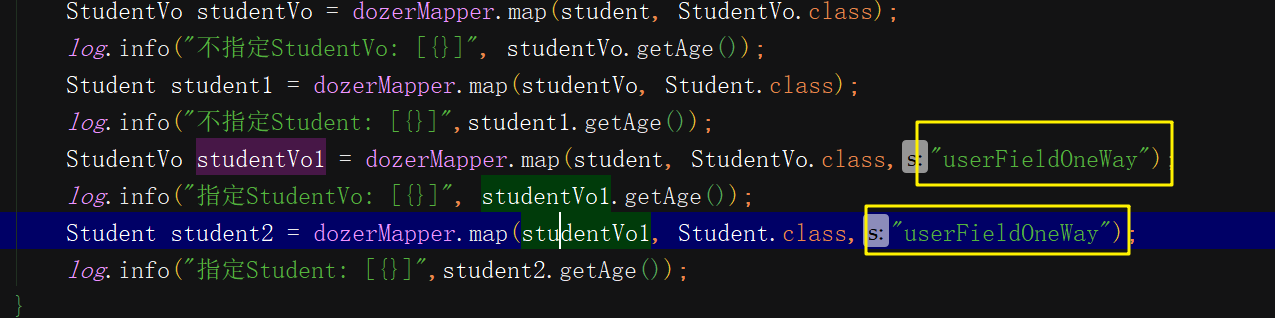 StudentVo studentVo = dozerMapper.map(student, StudentVo.class);
log.info("不指定StudentVo: [{}]", studentVo.getAge());
Student student1 = dozerMapper.map(studentVo, Student.class);
log.info("不指定Student: [{}]",student1.getAge());
StudentVo studentVo1 = dozerMapper.map(student, StudentVo.class, s: "userFieldOneWay");
log.info("指定StudentVo: [{}]", studentVo1.getAge());
Student student2 = dozerMapper.map(studentVo1, Student.class, s: "userFieldOneWay");
log.info("指定Student: [{}]",student2.getAge());
}